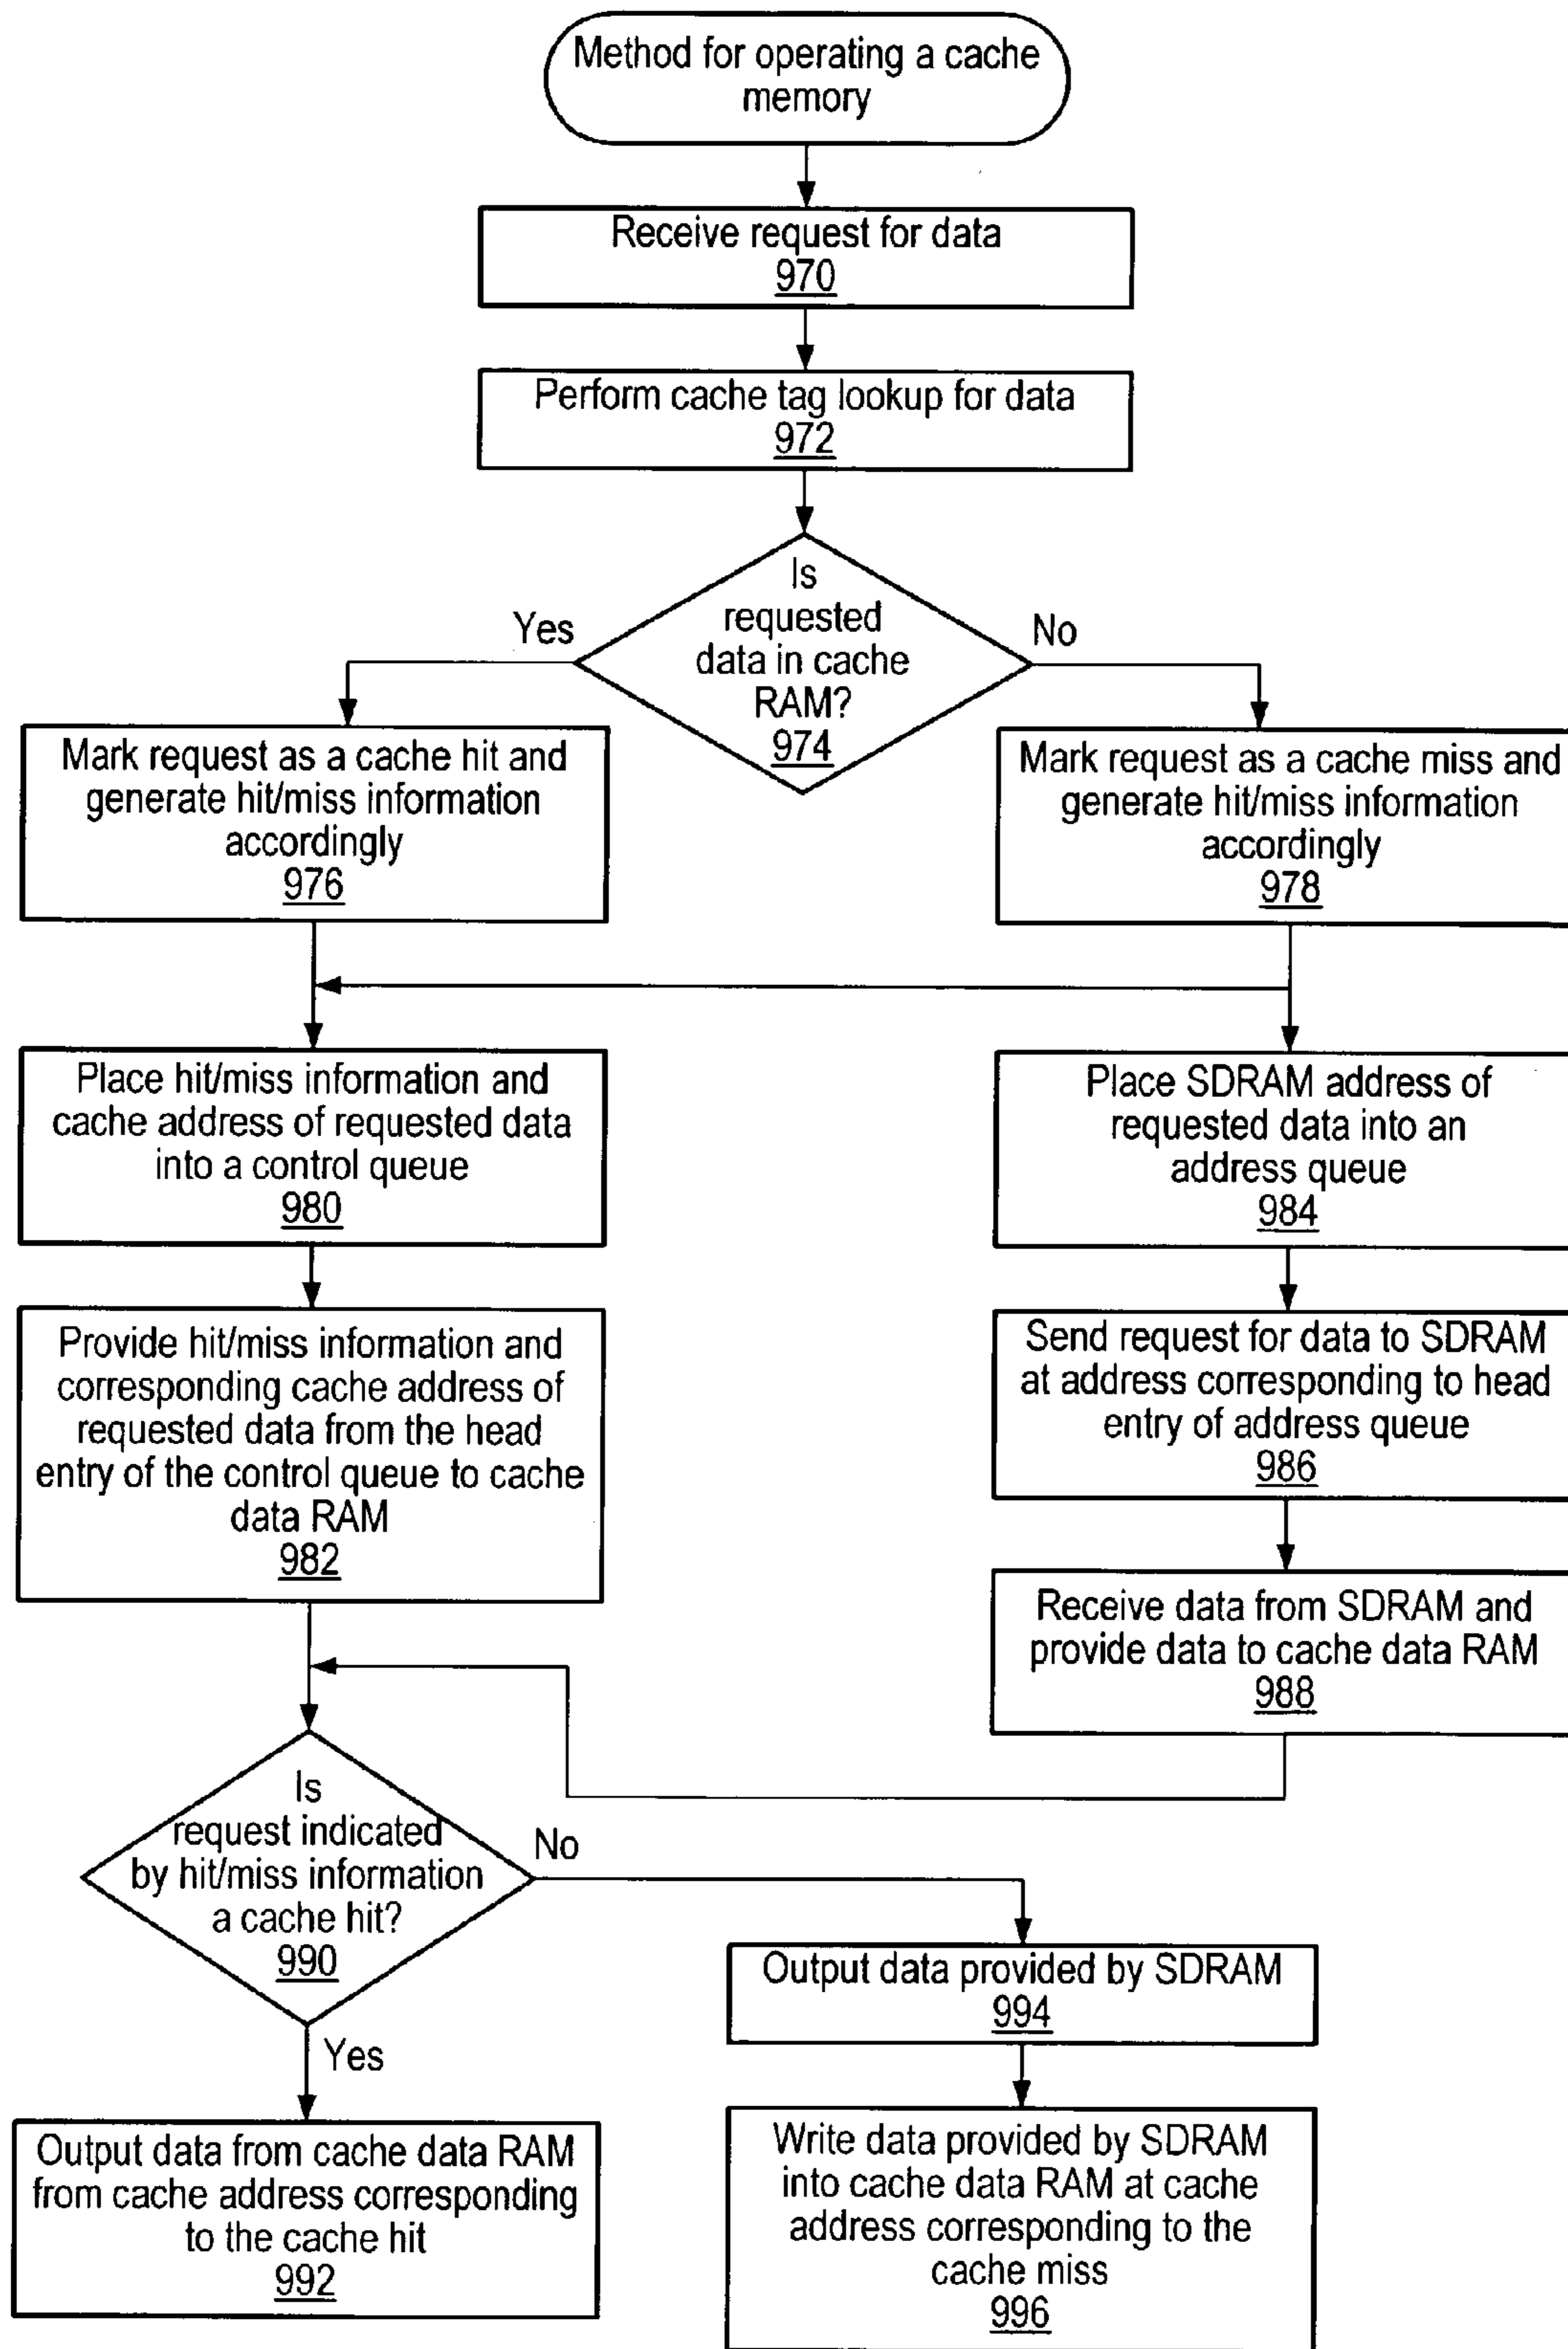 Method for operating a cache
memory
Receive request for data
970
Perform cache tag lookup for data
972
Is
requested
data in cache
RAM?
974
Yes
No
Mark request as a cache hit and
generate hit/miss information
accordingly
976
Mark request as a cache miss and
generate hit/miss information
accordingly
978
Place hit/miss information and
cache address of requested data
into a control queue
980
Place SDRAM address of
requested data into an
address queue
984
Provide hit/miss information and
corresponding cache address of
requested data from the head
entry of the control queue to cache
data RAM
982
Send request for data to SDRAM
at address corresponding to head
entry of address queue
986
Receive data from SDRAM and
provide data to cache data RAM
988
Is
request indicated
by hit/miss information
a cache hit?
990
No
Yes
Output data provided by SDRAM
994
Output data from cache data RAM
from cache address corresponding
to the cache hit
992
Write data provided by SDRAM
into cache data RAM at cache
address corresponding to the
cache miss
996